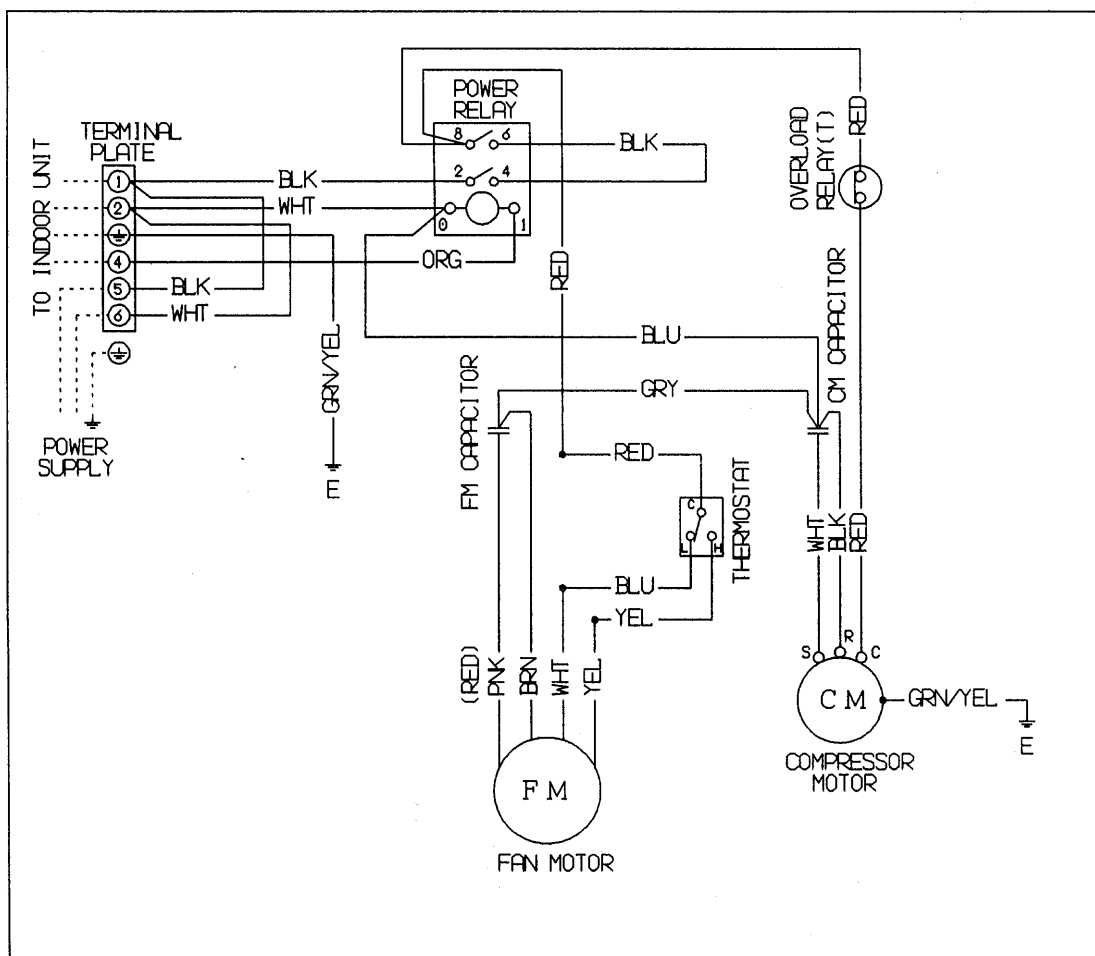 POWER
RELAY
8
6
BLK
2
4
0
1
TERMINAL
PLATE
1
2
4
5
6
TO INDOOR UNIT
BLK
WHT
ORG
BLK
WHT
GRN/YEL
E
POWER
SUPPLY
RED
OVERLOAD
RELAY(T)
RED
BLU
GRY
FM CAPACITOR
CM CAPACITOR
RED
C
L
H
THERMOSTAT
BLU
YEL
WHT
BLK
RED
(RED)
PNK
BRN
WHT
YEL
S
R
C
CM
GRN/YEL
E
COMPRESSOR
MOTOR
FM
FAN MOTOR